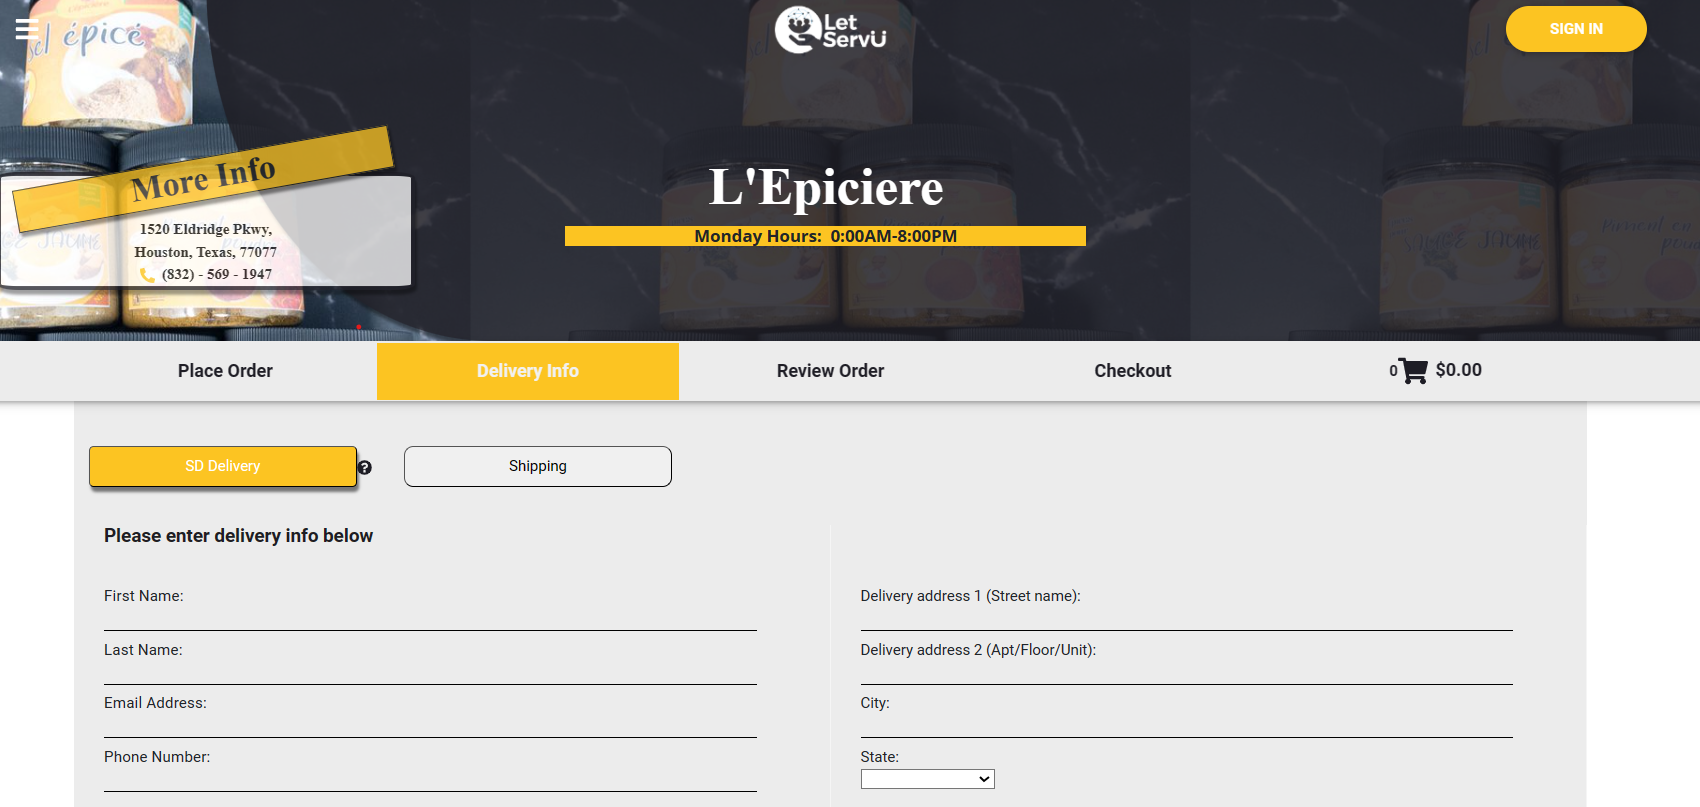 sel épicé
Let
ServU
SIGN IN
More Info
1520 Eldridge Pkwy,
Houston, Texas, 77077
(832) - 569 - 1947
L'Epiciere
Monday Hours: 0:00AM-8:00PM
Place Order
Delivery Info
Review Order
Checkout
0
$0.00
SD Delivery
?
Shipping
Please enter delivery info below
First Name:
Delivery address 1 (Street name):
Last Name:
Delivery address 2 (Apt/Floor/Unit):
Email Address:
City:
Phone Number:
State: